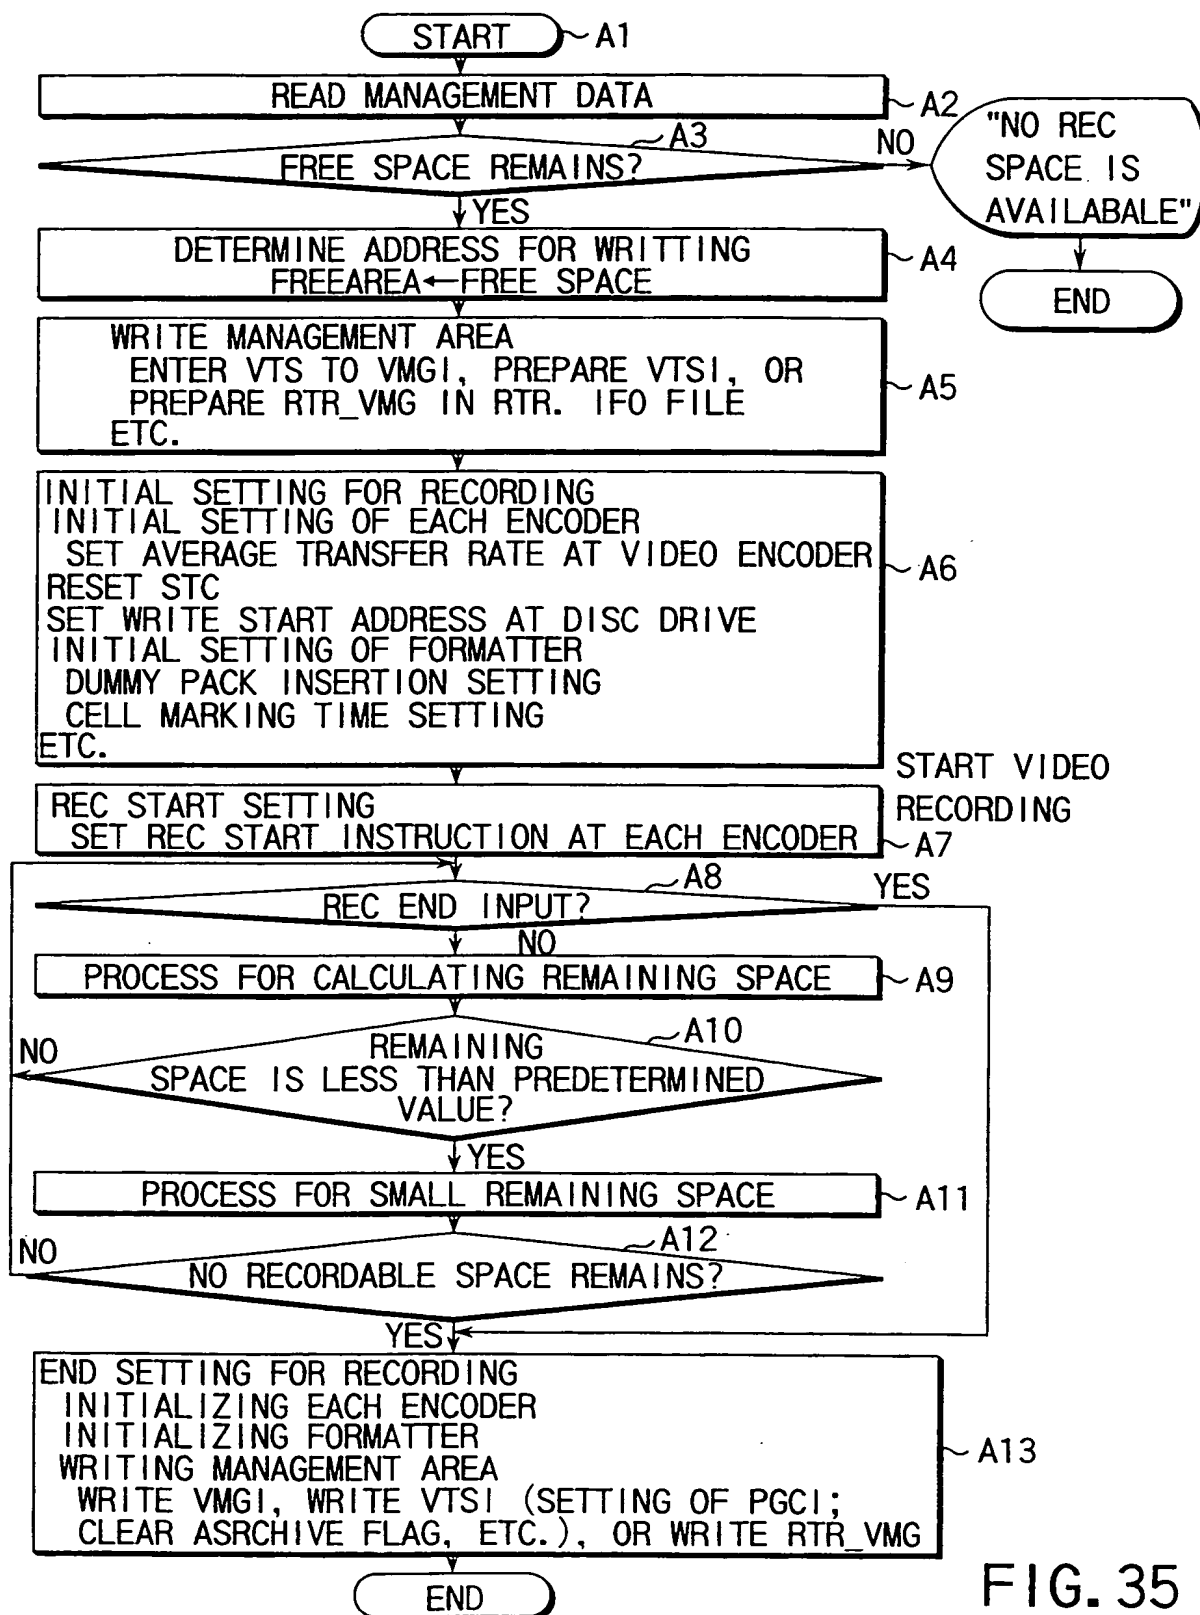 START
A1
READ MANAGEMENT DATA
A2
A3
FREE SPACE REMAINS?
NO
"NO REC
SPACE IS
AVAILABALE"
END
YES
DETERMINE ADDRESS FOR WRITTING
FREEAREA←FREE SPACE
A4
WRITE MANAGEMENT AREA
ENTER VTS TO VMGI, PREPARE VTSI, OR
PREPARE RTR_VMG IN RTR. IFO FILE
ETC.
A5
INITIAL SETTING FOR RECORDING
INITIAL SETTING OF EACH ENCODER
SET AVERAGE TRANSFER RATE AT VIDEO ENCODER
RESET STC
SET WRITE START ADDRESS AT DISC DRIVE
INITIAL SETTING OF FORMATTER
DUMMY PACK INSERTION SETTING
CELL MARKING TIME SETTING
ETC.
A6
START VIDEO
RECORDING
REC START SETTING
SET REC START INSTRUCTION AT EACH ENCODER
A7
A8
REC END INPUT?
YES
NO
PROCESS FOR CALCULATING REMAINING SPACE
A9
A10
REMAINING
SPACE IS LESS THAN PREDETERMINED
VALUE?
NO
YES
PROCESS FOR SMALL REMAINING SPACE
A11
A12
NO RECORDABLE SPACE REMAINS?
NO
YES
END SETTING FOR RECORDING
INITIALIZING EACH ENCODER
INITIALIZING FORMATTER
WRITING MANAGEMENT AREA
WRITE VMGI, WRITE VTSI (SETTING OF PGCI;
CLEAR ASRCHIVE FLAG, ETC.), OR WRITE RTR_VMG
A13
END
FIG. 35